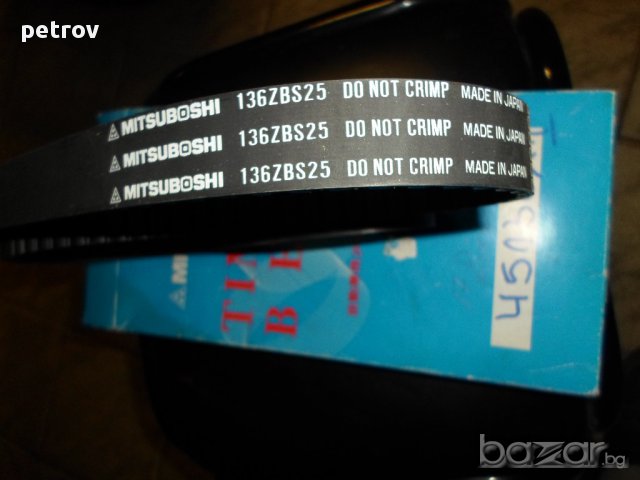 petrov
MITSUBOSHI 136ZBS25 DO NOT CRIMP MADE IN JAPAN
MITSUBOSHI 136ZBS25 DO NOT CRIMP MADE IN JAPAN
MITSUBOSHI 136ZBS25 DO NOT CRIMP MADE IN JAPAN
4503
bazar.bg